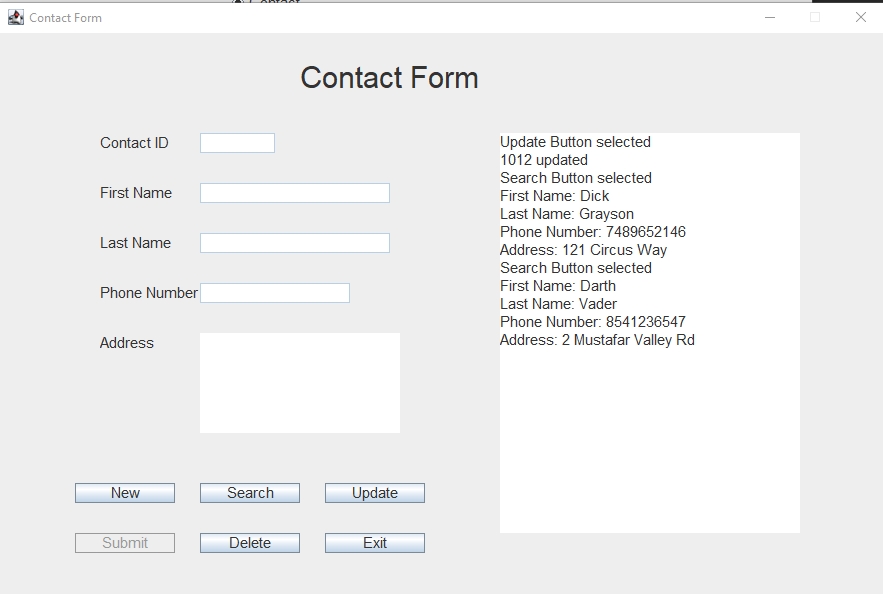 Contact Form
Contact Form
Contact ID
First Name
Last Name
Phone Number
Address
New
Search
Update
Submit
Delete
Exit
Update Button selected
1012 updated
Search Button selected
First Name: Dick
Last Name: Grayson
Phone Number: 7489652146
Address: 121 Circus Way
Search Button selected
First Name: Darth
Last Name: Vader
Phone Number: 8541236547
Address: 2 Mustafar Valley Rd